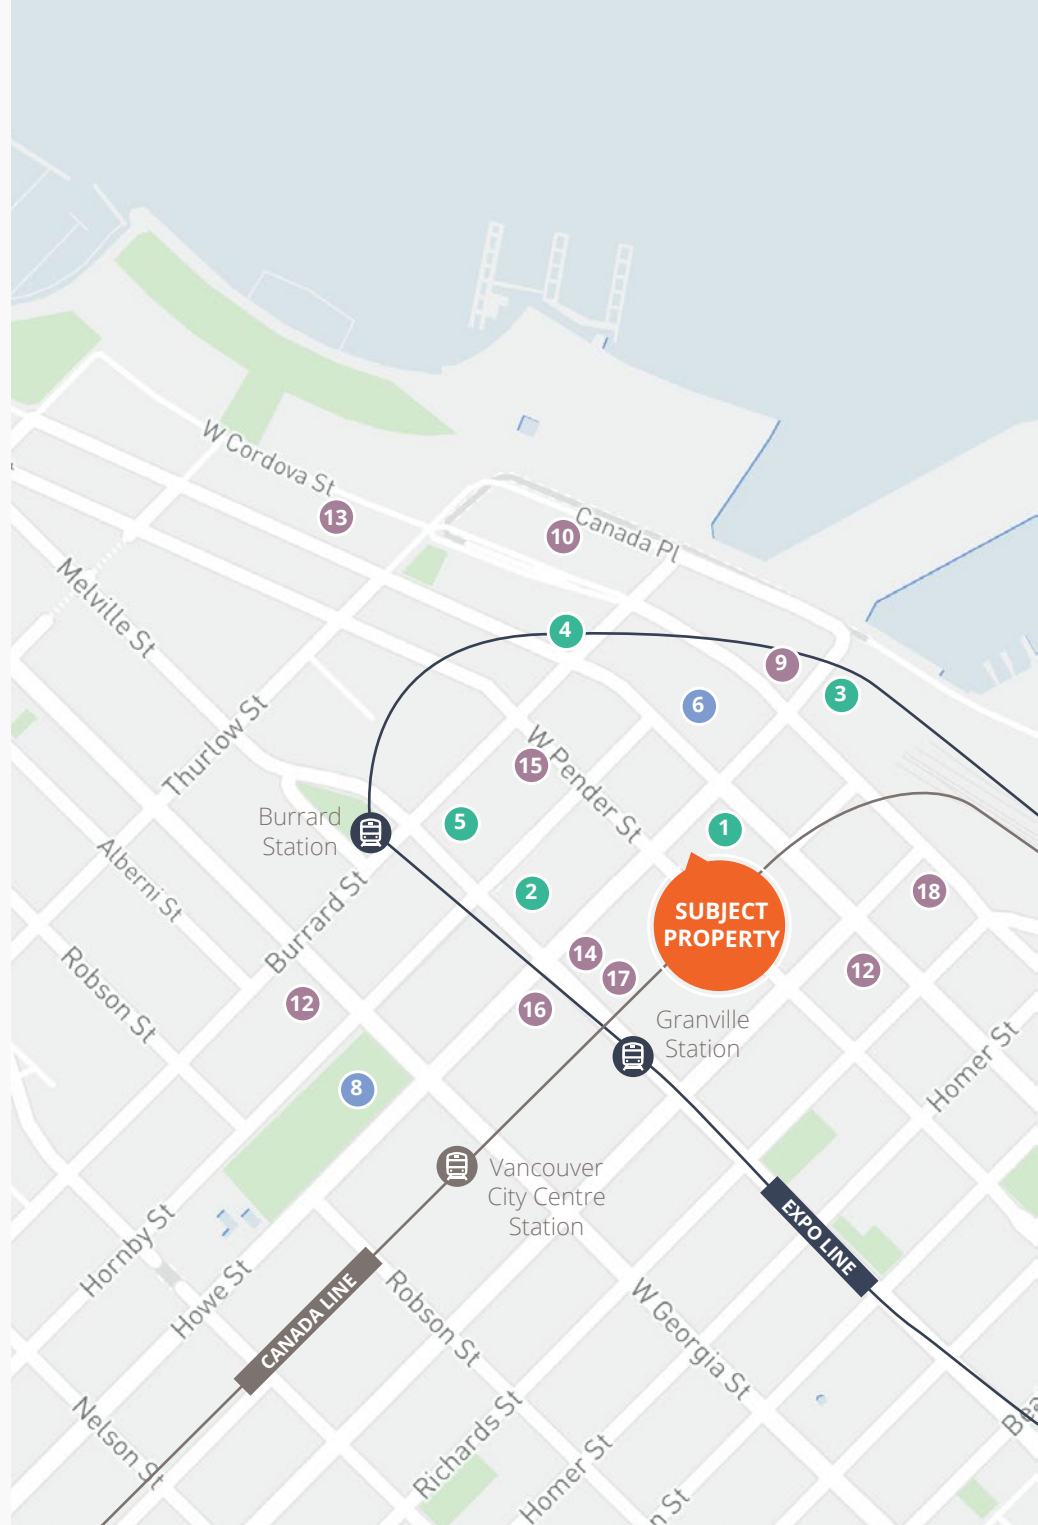 W Cordova St
13
10
Canada Pl
Melville St
4
9
3
6
Thurlow St
W Pender St
15
Burrard
Station
5
1
Alberni St
Burrard St
2
18
SUBJECT
PROPERTY
14
17
12
Robson St
12
16
Granville
Station
Homer St
8
Vancouver
City Centre
Station
EXPO LINE
Hornby St
Howe St
CANADA LINE
Robson St
W Georgia St
Nelson St
Richards St
Homer St
n St
Bea